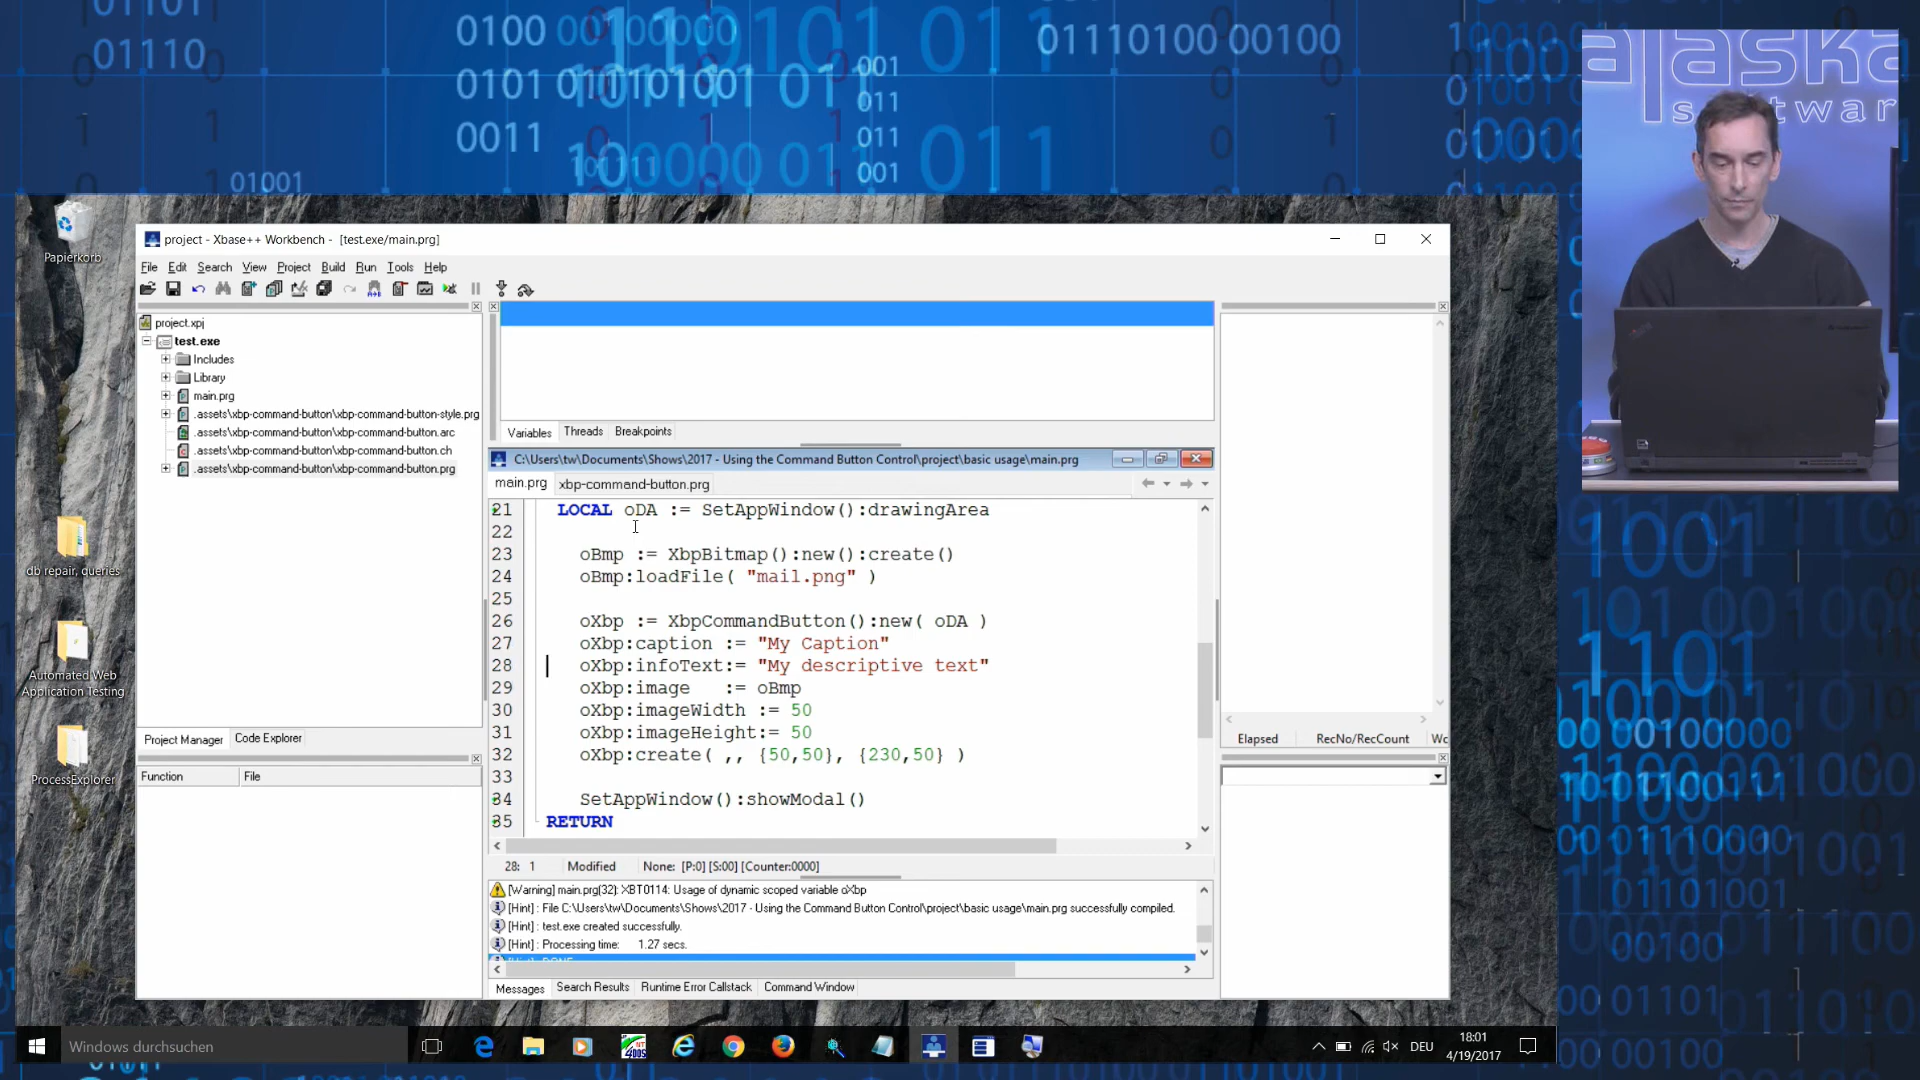 alaska
software
Papierkorb
db repair, queries
Automated Web
Application Testing
ProcessExplorer
project - Xbase++ Workbench - [test.exe/main.prg]
File Edit Search View Project Build Run Tools Help
project.xpj
test.exe
Includes
Library
main.prg
.assets\xbp-command-button\xbp-command-button-style.prg
.assets\xbp-command-button\xbp-command-button.arc
.assets\xbp-command-button\xbp-command-button.ch
.assets\xbp-command-button\xbp-command-button.prg
Project Manager Code Explorer
Function File
Variables Threads Breakpoints
C:\Users\tw\Documents\Shows\2017 - Using the Command Button Control\project\basic usage\main.prg
main.prg xbp-command-button.prg
21 LOCAL oDA := SetAppWindow():drawingArea
22
23 oBmp := XbpBitmap():new():create()
24 oBmp:loadFile( "mail.png" )
25
26 oXbp := XbpCommandButton():new( oDA )
27 oXbp:caption := "My Caption"
28 oXbp:infoText:= "My descriptive text"
29 oXbp:image := oBmp
30 oXbp:imageWidth := 50
31 oXbp:imageHeight:= 50
32 oXbp:create( ,, {50,50}, {230,50} )
33
34 SetAppWindow():showModal()
35 RETURN
28: 1 Modified None: [P:0] [S:00] [Counter:0000]
[Warning] main.prg(32): XBT0114: Usage of dynamic scoped variable oXbp
[Hint] : File C:\Users\tw\Documents\Shows\2017 - Using the Command Button Control\project\basic usage\main.prg successfully compiled.
[Hint] : test.exe created successfully.
[Hint] : Processing time: 1.27 secs.
Messages Search Results Runtime Error Callstack Command Window
Elapsed RecNo/RecCount
Windows durchsuchen
DEU
18:01
4/19/2017